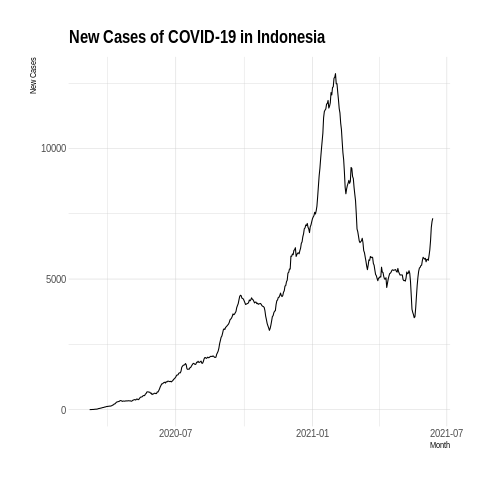 New Cases of COVID-19 in Indonesia
New Cases
10000
5000
0
2020-07
2021-01
2021-07
Month